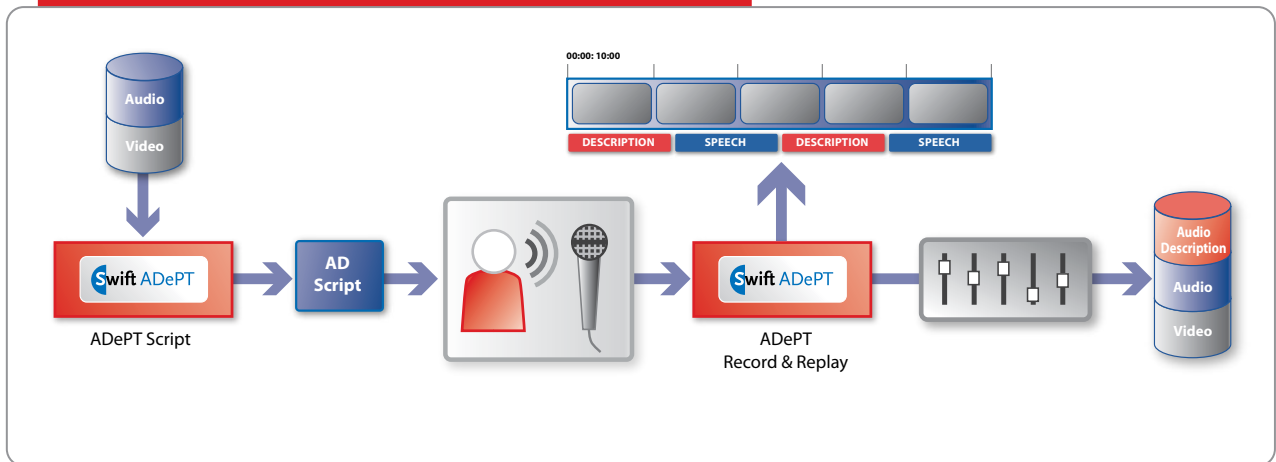 00:00: 10:00
Audio
Video
DESCRIPTION
SPEECH
DESCRIPTION
SPEECH
Swift ADePT
ADePT Script
AD
Script
Swift ADePT
ADePT
Record & Replay
Audio
Description
Audio
Video